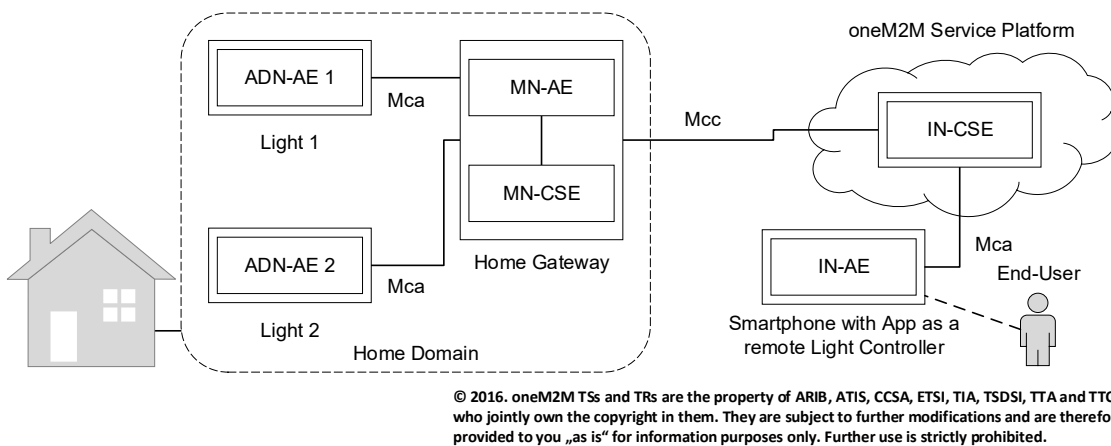 oneM2M Service Platform
ADN-AE 1
Mca
Light 1
MN-AE
MN-CSE
Home Gateway
Mcc
IN-CSE
ADN-AE 2
Mca
Light 2
Home Domain
Mca
IN-AE
End-User
Smartphone with App as a
remote Light Controller
© 2016. oneM2M TSs and TRs are the property of ARIB, ATIS, CCSA, ETSI, TIA, TSDSI, TTA and TTC
who jointly own the copyright in them. They are subject to further modifications and are therefo
provided to you „as is“ for information purposes only. Further use is strictly prohibited.